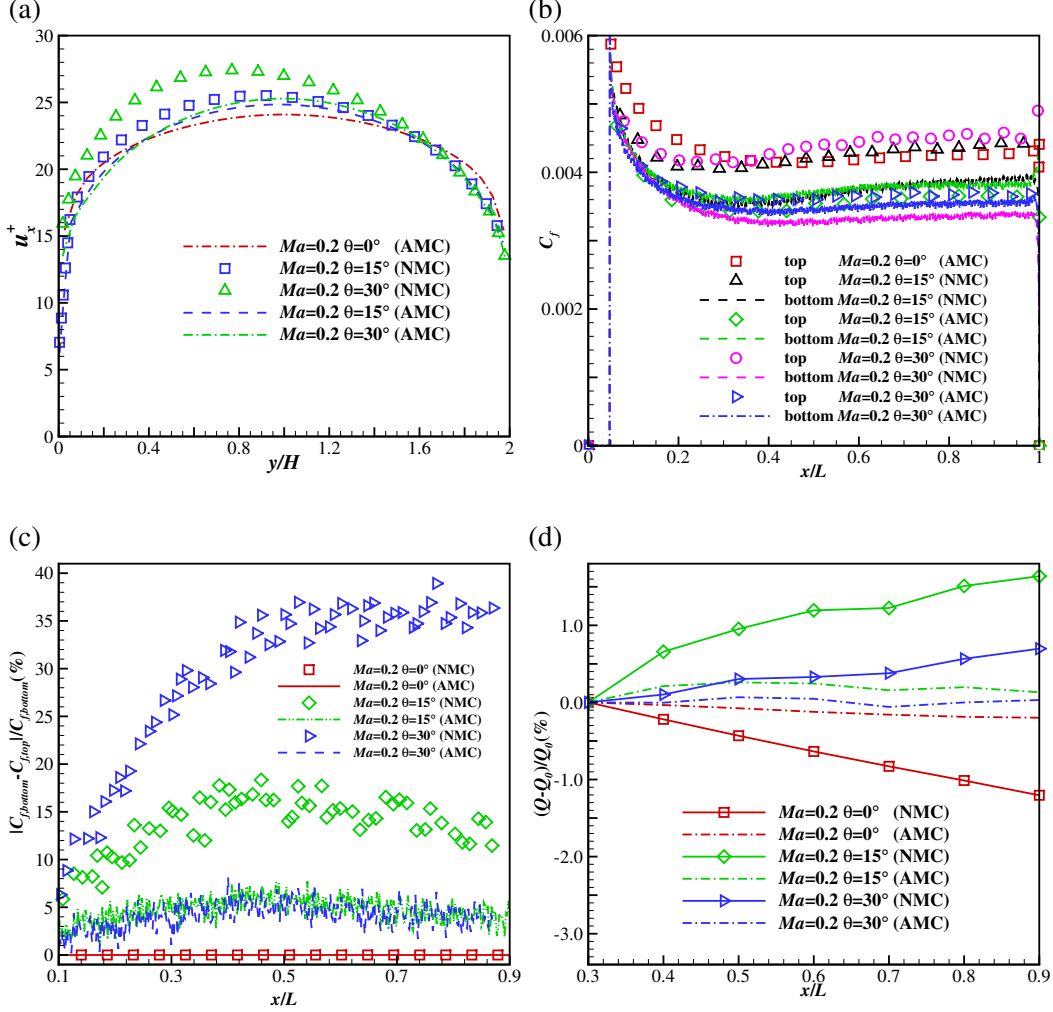 (a)
30
25
20
15
10
5
0
0
0.4
0.8
1.2
1.6
2
u_x^+
y/H
Ma=0.2 θ=0° (AMC)
Ma=0.2 θ=15° (NMC)
Ma=0.2 θ=30° (NMC)
Ma=0.2 θ=15° (AMC)
Ma=0.2 θ=30° (AMC)
(b)
0.006
0.004
0.002
0
0
0.2
0.4
0.6
0.8
1
C_f
x/L
top Ma=0.2 θ=0° (AMC)
top Ma=0.2 θ=15° (NMC)
bottom Ma=0.2 θ=15° (NMC)
top Ma=0.2 θ=15° (AMC)
bottom Ma=0.2 θ=15° (AMC)
top Ma=0.2 θ=30° (NMC)
bottom Ma=0.2 θ=30° (NMC)
top Ma=0.2 θ=30° (AMC)
bottom Ma=0.2 θ=30° (AMC)
(c)
40
35
30
25
20
15
10
5
0
0.1
0.3
0.5
0.7
0.9
|C_{f,bottom}-C_{f,top}|/C_{f,bottom}(%)
x/L
Ma=0.2 θ=0° (NMC)
Ma=0.2 θ=0° (AMC)
Ma=0.2 θ=15° (NMC)
Ma=0.2 θ=15° (AMC)
Ma=0.2 θ=30° (NMC)
Ma=0.2 θ=30° (AMC)
(d)
1.0
0.0
-1.0
-2.0
-3.0
0.3
0.4
0.5
0.6
0.7
0.8
0.9
(Q-Q_0)/Q_0(%)
x/L
Ma=0.2 θ=0° (NMC)
Ma=0.2 θ=0° (AMC)
Ma=0.2 θ=15° (NMC)
Ma=0.2 θ=15° (AMC)
Ma=0.2 θ=30° (NMC)
Ma=0.2 θ=30° (AMC)